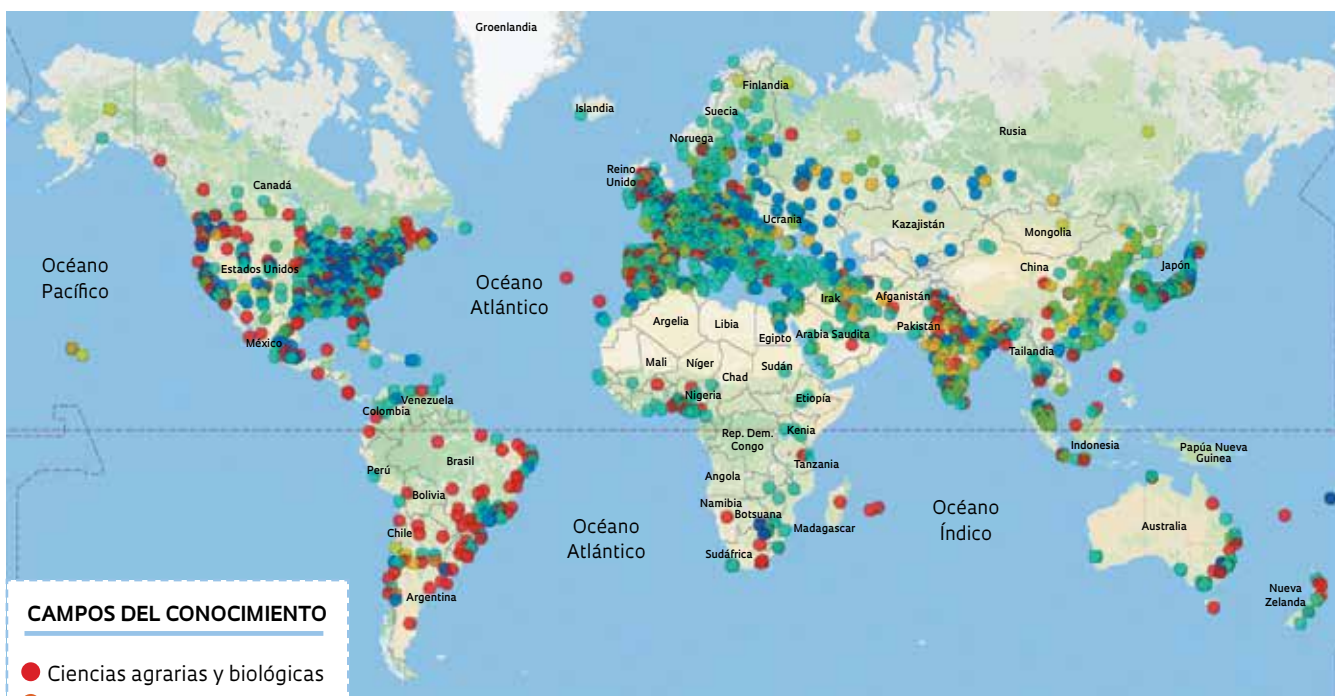 Groenlandia
Islandia
Finlandia
Suecia
Noruega
Rusia
Reino
Unido
Canadá
Ucrania
Kazajistán
Mongolia
Océano
Pacífico
Estados Unidos
Océano
Atlántico
China
Japón
Irak
Afganistán
Argelia
Libia
Egipto
Arabia Saudita
Pakistán
México
Mali
Níger
Chad
Sudán
Tailandia
Nigeria
Etiopía
Venezuela
Colombia
Rep. Dem.
Congo
Kenia
Indonesia
Papúa Nueva
Guinea
Perú
Brasil
Tanzania
Angola
Bolivia
Namibia
Botsuana
Madagascar
Océano
Índico
Océano
Atlántico
Chile
Australia
Sudáfrica
Argentina
Nueva
Zelanda
CAMPOS DEL CONOCIMIENTO
Ciencias agrarias y biológicas